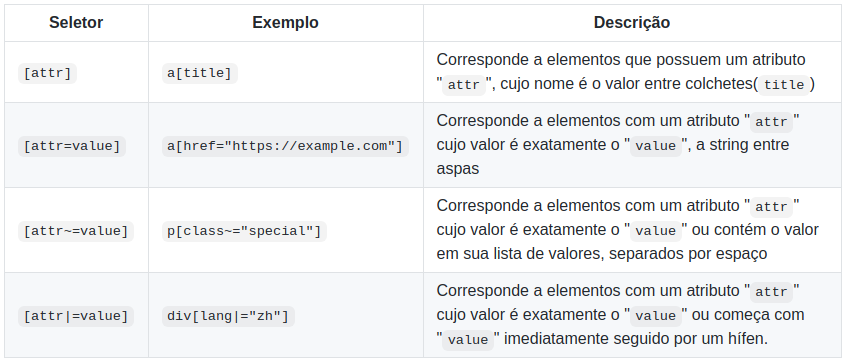 Seletor Exemplo Descrição
[attr] a[title] Corresponde a elementos que possuem um atributo
"attr", cujo nome é o valor entre colchetes(title)
[attr=value] a[href="https://example.com"] Corresponde a elementos com um atributo "attr"
cujo valor é exatamente o "value", a string entre
aspas
[attr~=value] p[class~="special"] Corresponde a elementos com um atributo "attr"
cujo valor é exatamente o "value" ou contém o valor
em sua lista de valores, separados por espaço
[attr|=value] div[lang|="zh"] Corresponde a elementos com um atributo "attr"
cujo valor é exatamente o "value" ou começa com
"value" imediatamente seguido por um hífen.